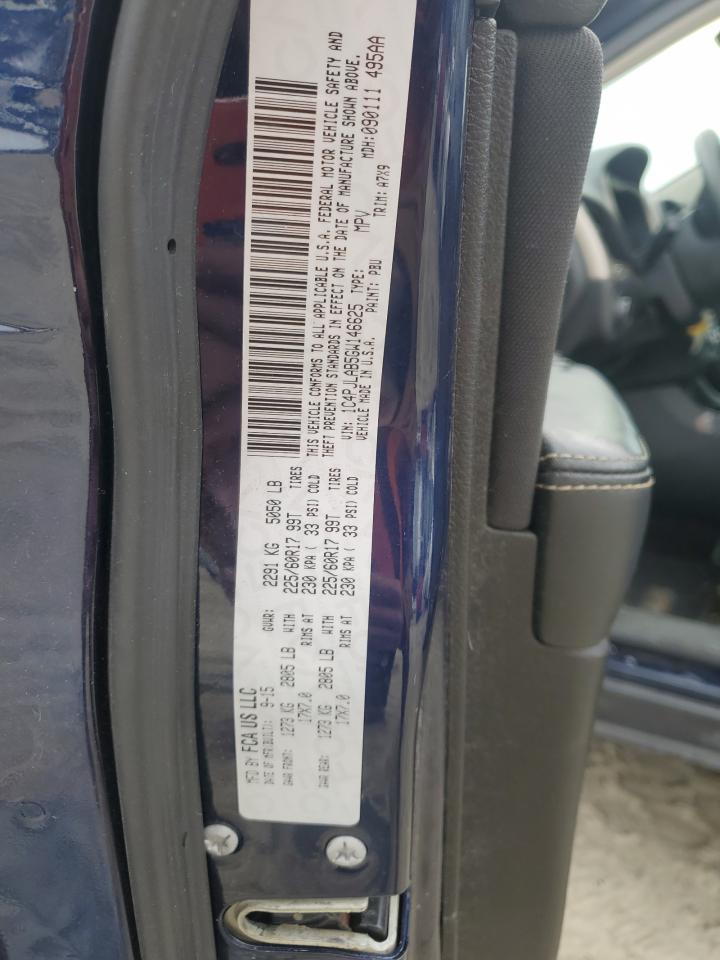 MFD BY FCA US LLC
DATE OF MFR(BUILT): 9-15 GVWR: 2291 KG 5050 LB
GAWR FRONT: 1273 KG 2805 LB WITH 225/60R17 99T TIRES
17X7.0 RIMS AT 230 KPA ( 33 PSI) COLD
GAWR REAR: 1273 KG 2805 LB WITH 225/60R17 99T TIRES
17X7.0 RIMS AT 230 KPA ( 33 PSI) COLD
THIS VEHICLE CONFORMS TO ALL APPLICABLE U.S.A. FEDERAL MOTOR VEHICLE SAFETY AND
THEFT PREVENTION STANDARDS IN EFFECT ON THE DATE OF MANUFACTURE SHOWN ABOVE.
VIN: 1C4PJLAB5GW146625 TYPE: MPV MDH:090111 495AA
VEHICLE MADE IN U.S.A. PAINT: PBU TRIM: A7X9